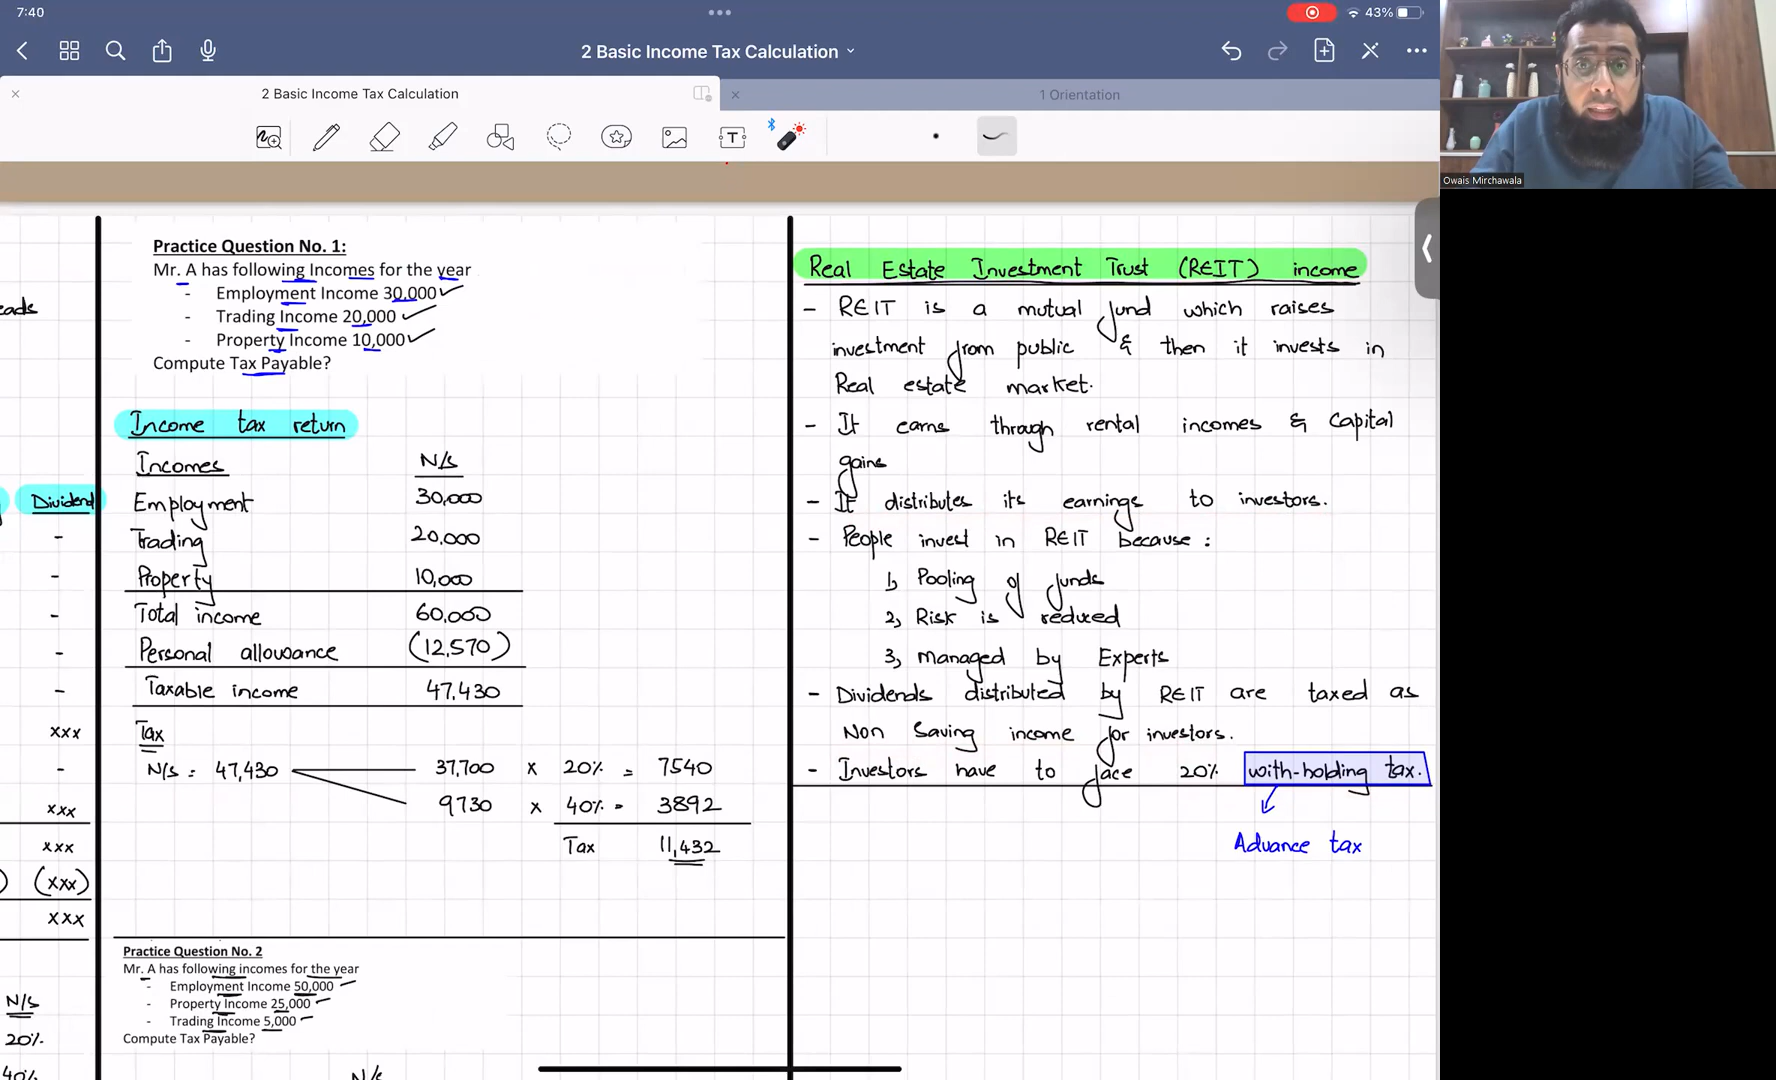 7:40
43%
2 Basic Income Tax Calculation
2 Basic Income Tax Calculation
1 Orientation
T
Owais Mirchawala
Dividend
-
-
-
-
-
xxx
-
xxx
xxx
) (xxx)
xxx
N/S
20%
40%
Practice Question No. 1:
Mr. A has following Incomes for the year
- Employment Income 30,000
- Trading Income 20,000
- Property Income 10,000
Compute Tax Payable?
Income tax return
Incomes N/S
Employment 30,000
Trading 20,000
Property 10,000
Total income 60,000
Personal allowance (12,570)
Taxable income 47,430
Tax
N/S = 47,430 37,700 x 20% = 7540
9730 x 40% = 3892
Tax 11,432
Practice Question No. 2
Mr. A has following incomes for the year
- Employment Income 50,000
- Property Income 25,000
- Trading Income 5,000
Compute Tax Payable?
N/S
Real Estate Investment Trust (REIT) income
- REIT is a mutual fund which raises
investment from public & then it invests in
Real estate market.
- It earns through rental incomes & Capital
gains
- It distributes its earnings to investors.
- People invest in REIT because :
1, Pooling of funds
2, Risk is reduced
3, Managed by Experts
- Dividends distributed by REIT are taxed as
Non Saving income for investors.
- Investors have to face 20% with-holding tax.
Advance tax